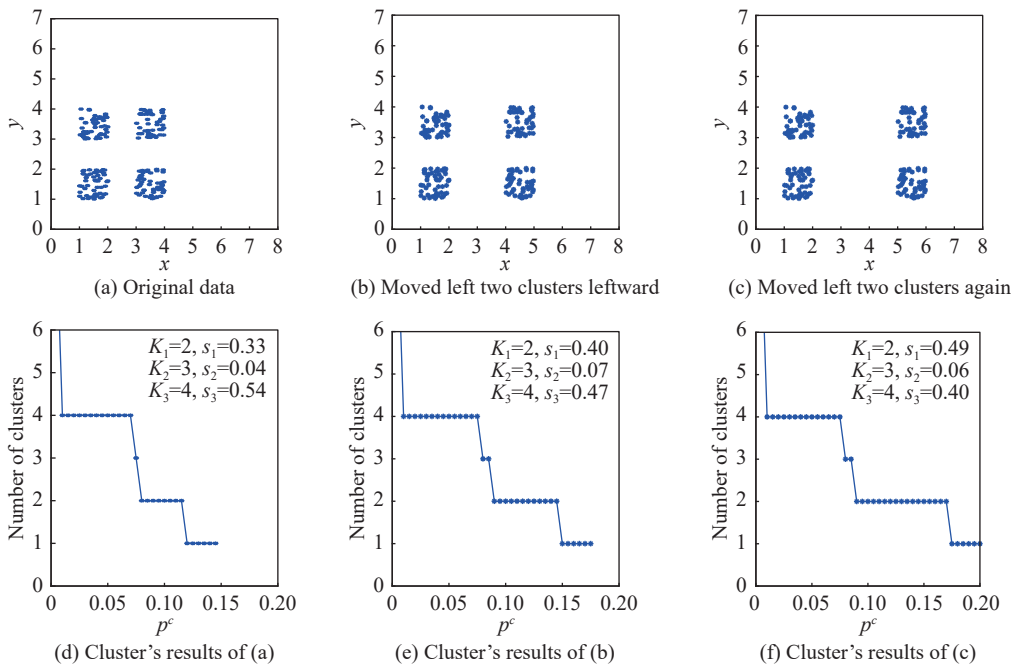 7
6
5
4
3
2
1
0
y
0 1 2 3 4 5 6 7 8
x
(a) Original data
7
6
5
4
3
2
1
0
y
0 1 2 3 4 5 6 7 8
x
(b) Moved left two clusters leftward
7
6
5
4
3
2
1
0
y
0 1 2 3 4 5 6 7 8
x
(c) Moved left two clusters again
6
5
4
3
2
1
0
Number of clusters
K1=2, s1=0.33
K2=3, s2=0.04
K3=4, s3=0.54
0 0.05 0.10 0.15 0.20
p^c
(d) Cluster's results of (a)
6
5
4
3
2
1
0
Number of clusters
K1=2, s1=0.40
K2=3, s2=0.07
K3=4, s3=0.47
0 0.05 0.10 0.15 0.20
p^c
(e) Cluster's results of (b)
6
5
4
3
2
1
0
Number of clusters
K1=2, s1=0.49
K2=3, s2=0.06
K3=4, s3=0.40
0 0.05 0.10 0.15 0.20
p^c
(f) Cluster's results of (c)